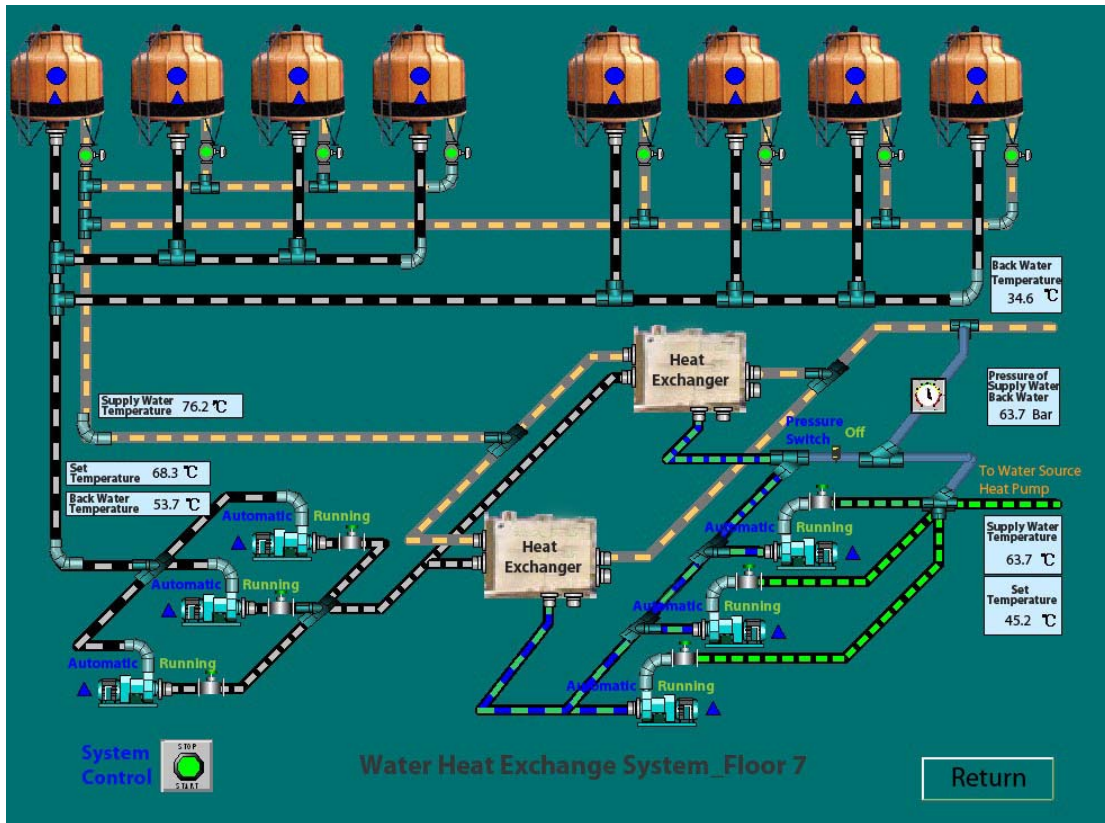 Back Water
Temperature
34.6 ℃
Heat
Exchanger
Pressure of
Supply Water
Back Water
63.7 Bar
Supply Water
Temperature 76.2 ℃
Pressure
Switch
Off
Set
Temperature 68.3 ℃
Back Water
Temperature 53.7 ℃
To Water Source
Heat Pump
Automatic Running
Automatic Running
Automatic Running
Heat
Exchanger
Automatic Running
Automatic Running
Automatic Running
Supply Water
Temperature
63.7 ℃
Set
Temperature
45.2 ℃
System
Control
STOP
START
Water Heat Exchange System_Floor 7
Return